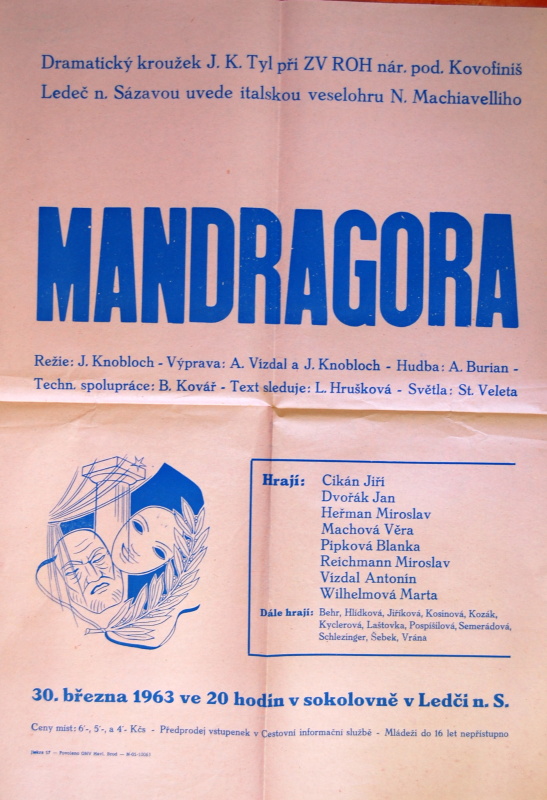 Dramatický kroužek J. K. Tyl při ZV ROH nár. pod. Kovofiniš
Ledeč n. Sázavou uvede italskou veselohru N. Machiavelliho
MANDRAGORA
Režie: J. Knobloch - Výprava: A. Vizdal a J. Knobloch - Hudba: A. Burian -
Techn. spolupráce: B. Kovář - Text sleduje: L. Hrušková - Světla: St. Veleta
Hrají: Cikán Jiří
Dvořák Jan
Heřman Miroslav
Machová Věra
Pipková Blanka
Reichmann Miroslav
Vizdal Antonin
Wilhelmová Marta
Dále hrají: Behr, Hlídková, Jiříková, Kosinová, Kozák,
Kyclerová, Laštovka, Pospíšilová, Semerádová,
Schlezinger, Šebek, Vrána
30. března 1963 ve 20 hodin v sokolovně v Ledči n. S.
Ceny míst: 6'-, 5'-, a 4'- Kčs - Předprodej vstupenek v Cestovní informační službě - Mládeži do 16 let nepřístupno